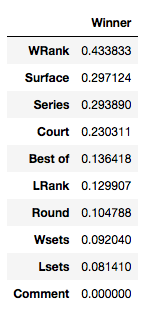 Winner
WRank 0.433833
Surface 0.297124
Series 0.293890
Court 0.230311
Best of 0.136418
LRank 0.129907
Round 0.104788
Wsets 0.092040
Lsets 0.081410
Comment 0.000000